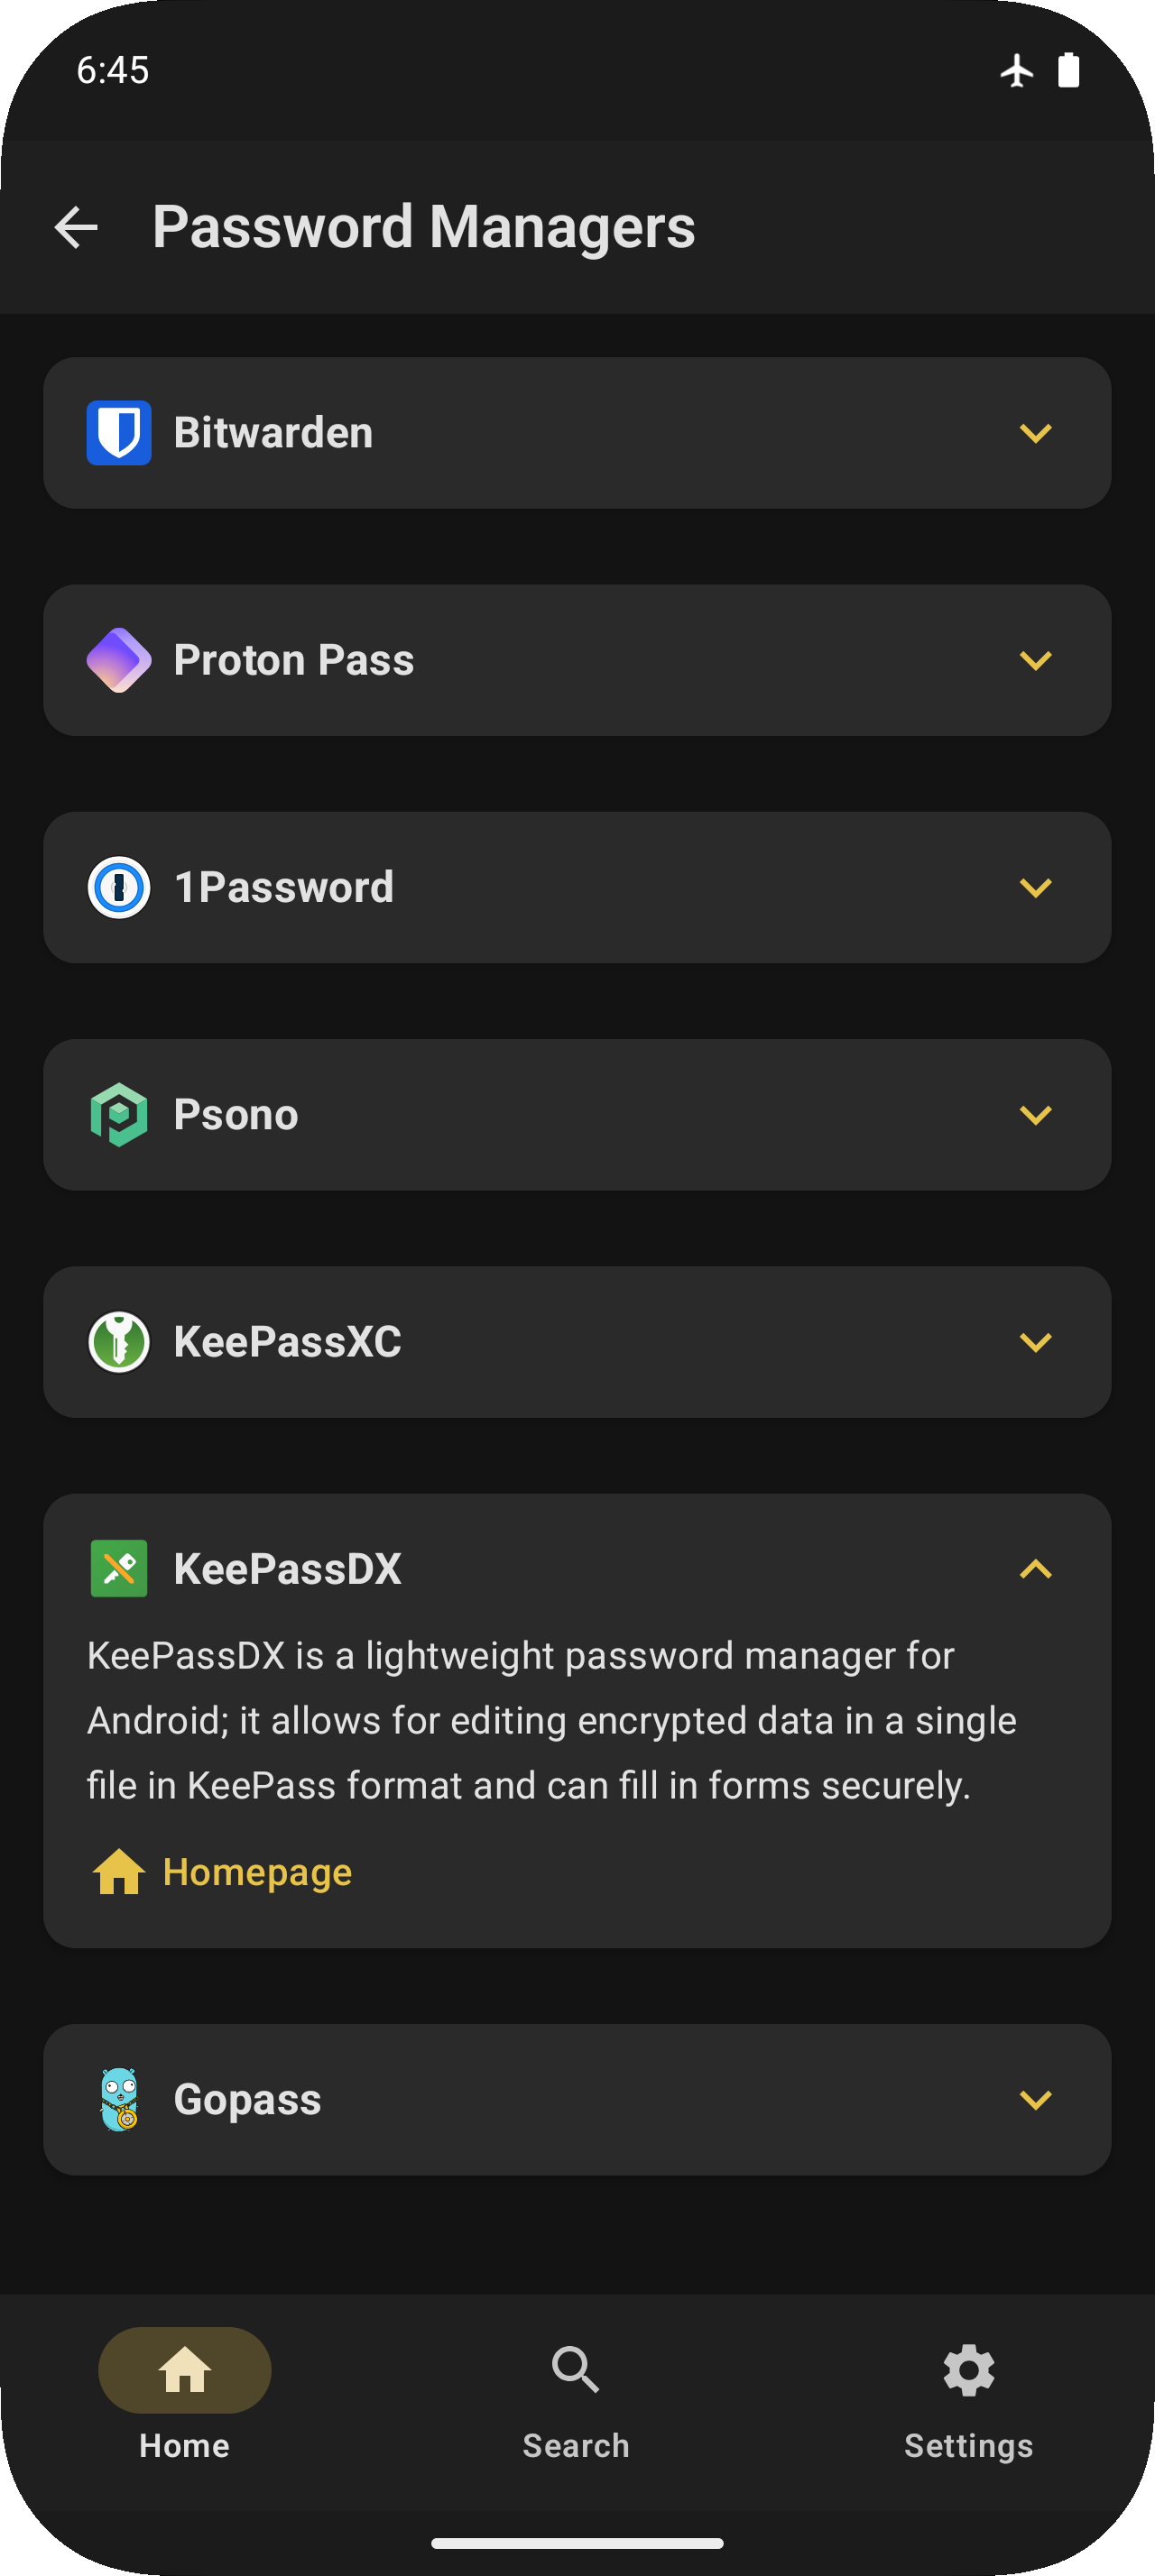 6:45
Password Managers
Bitwarden
Proton Pass
1Password
Psono
KeePassXC
KeePassDX
KeePassDX is a lightweight password manager for
Android; it allows for editing encrypted data in a single
file in KeePass format and can fill in forms securely.
Homepage
Gopass
Home
Search
Settings